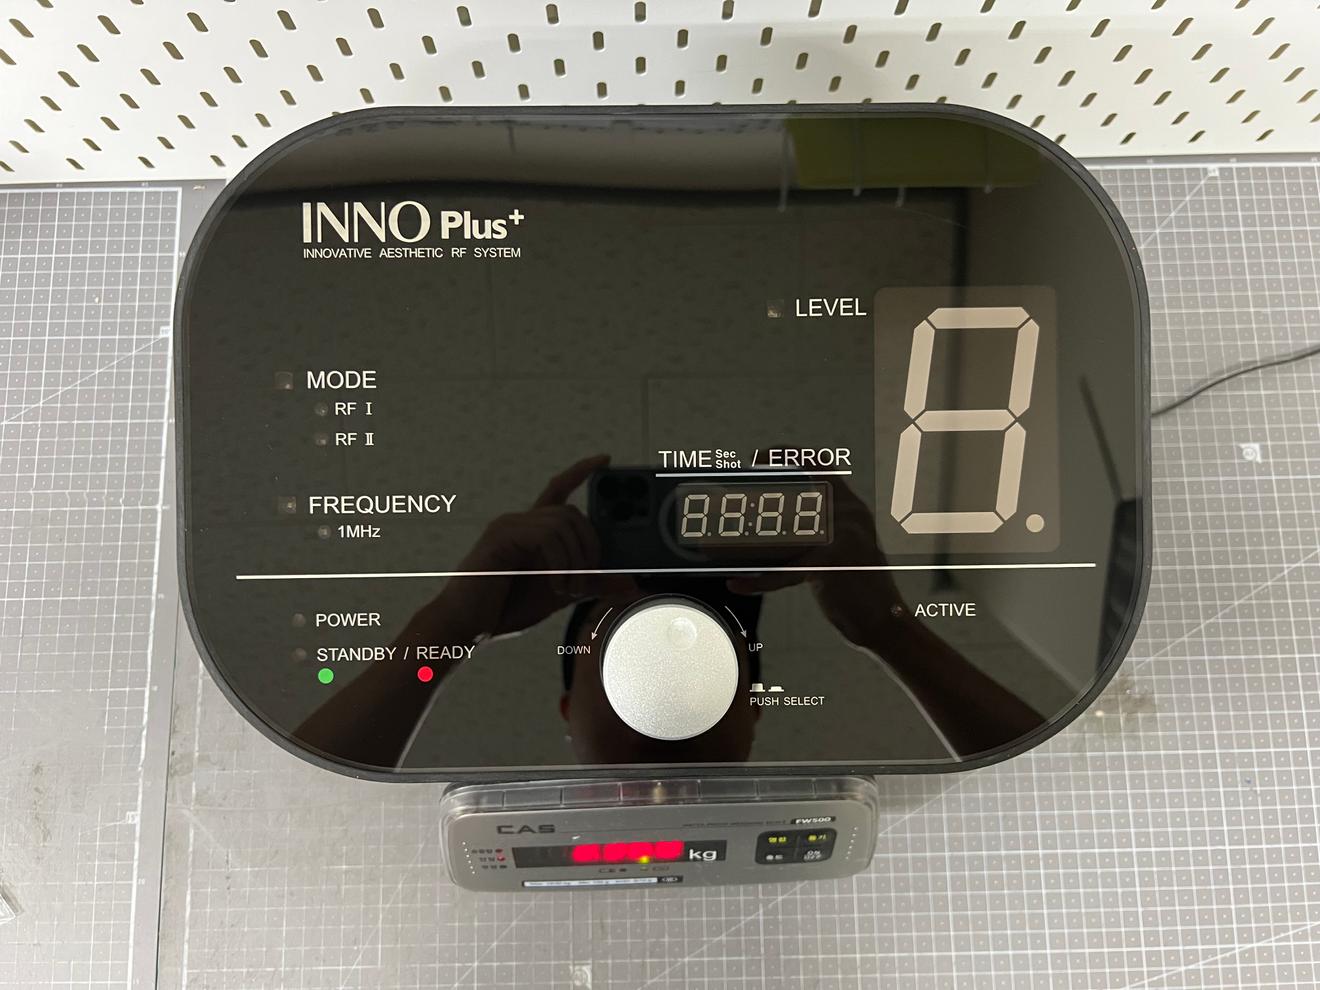 INNO Plus+
INNOVATIVE AESTHETIC RF SYSTEM
LEVEL
MODE
RF Ⅰ
RF Ⅱ
TIME Sec Shot / ERROR
FREQUENCY
1MHz
POWER
STANDBY / READY
DOWN
UP
PUSH SELECT
ACTIVE
CAS
FW500
kg